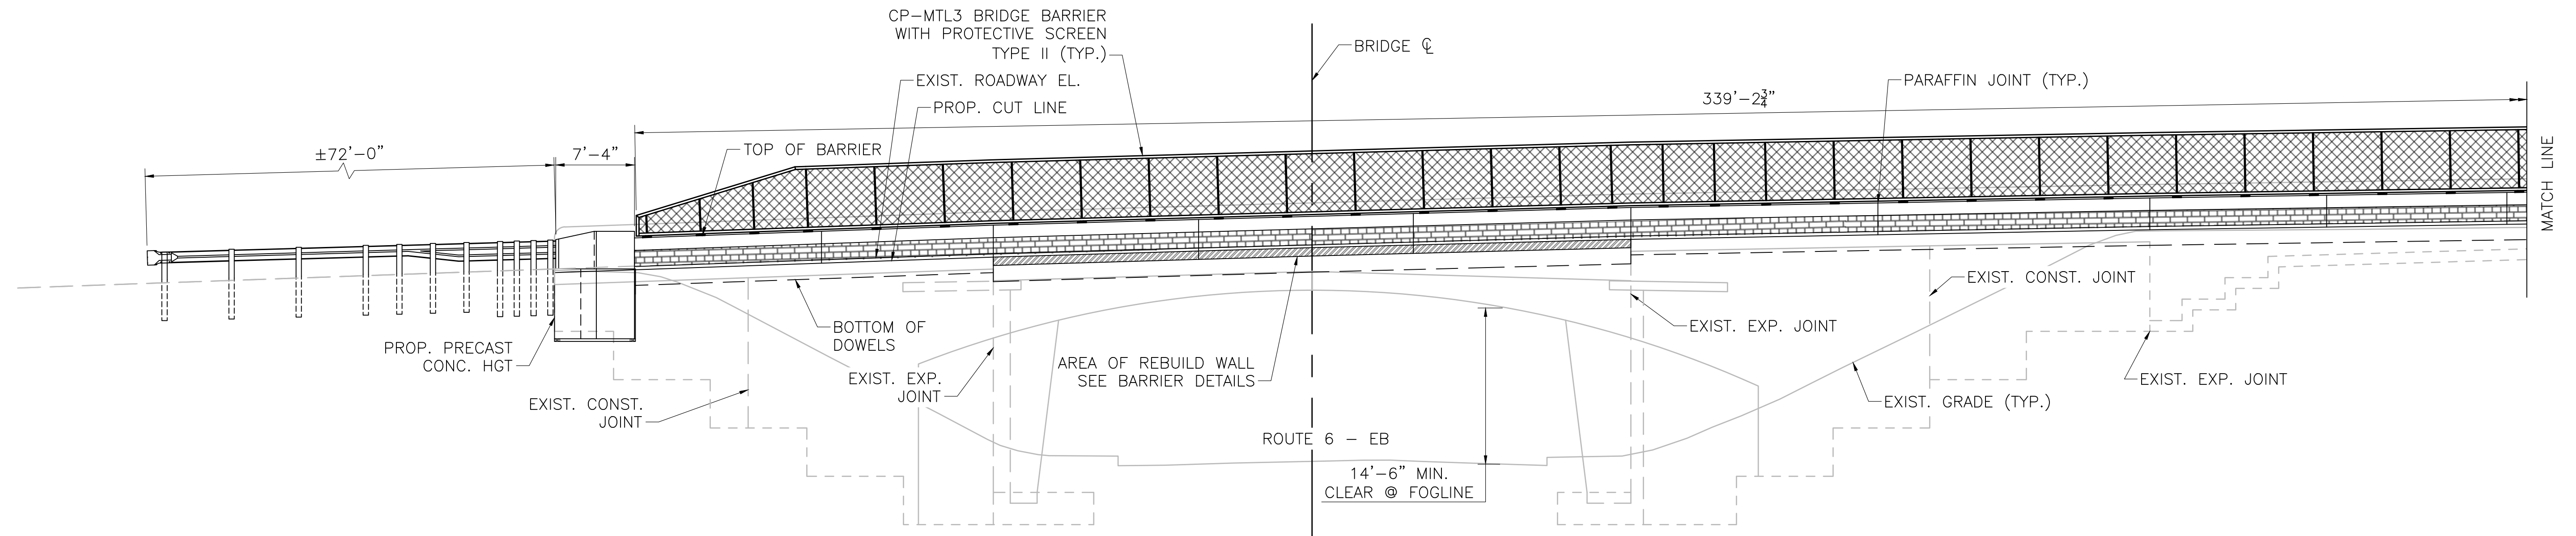 CP-MTL3 BRIDGE BARRIER
WITH PROTECTIVE SCREEN
TYPE II (TYP.)
BRIDGE ℄
EXIST. ROADWAY EL.
PROP. CUT LINE
PARAFFIN JOINT (TYP.)
339'-2¾"
±72'-0"
7'-4"
TOP OF BARRIER
MATCH LINE
EXIST. CONST. JOINT
BOTTOM OF
DOWELS
EXIST. EXP. JOINT
PROP. PRECAST
CONC. HGT
AREA OF REBUILD WALL
SEE BARRIER DETAILS
EXIST. EXP.
JOINT
EXIST. EXP. JOINT
EXIST. CONST.
JOINT
EXIST. GRADE (TYP.)
ROUTE 6 - EB
14'-6" MIN.
CLEAR @ FOGLINE